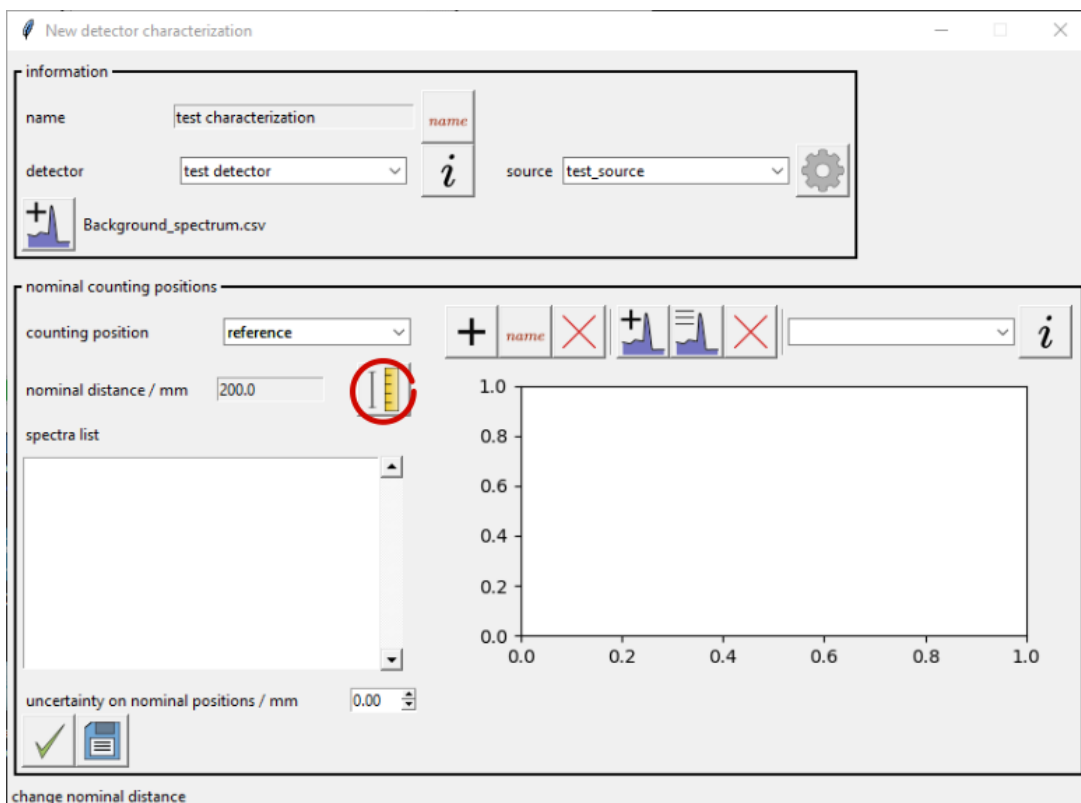 New detector characterization
information
name test characterization name
detector test detector i source test_source
Background_spectrum.csv
nominal counting positions
counting position reference name i
nominal distance / mm 200.0
spectra list
1.0
0.8
0.6
0.4
0.2
0.0
0.0 0.2 0.4 0.6 0.8 1.0
uncertainty on nominal positions / mm 0.00
change nominal distance